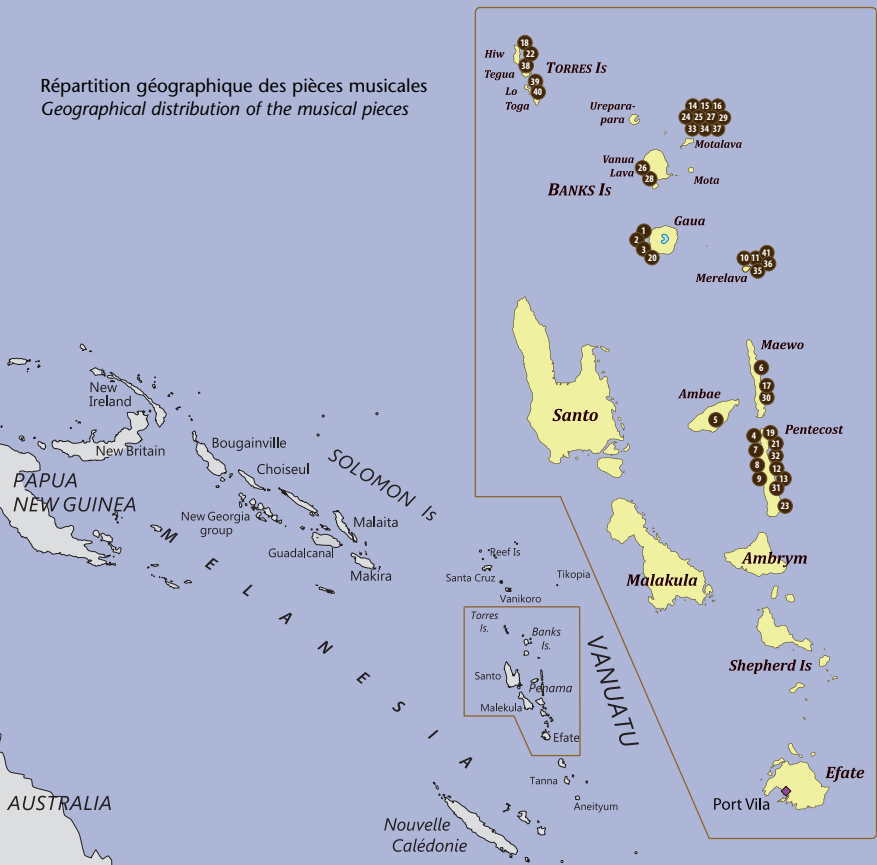 Répartition géographique des pièces musicales
Geographical distribution of the musical pieces
18
Hiw
22
38
TORRES IS
Tegua
39
Lo
40
Toga
Urepara-
para
14 15 16
24 25 27 29
33 34 37
Motalava
Vanua
Lava
26
28
Mota
BANKS IS
Gaua
1
2
3
20
10 11 41
36
35
Merelava
Maewo
6
17
30
Ambae
5
Santo
Pentecost
4 19
21
7
32
8
12
9
13
31
23
Ambrym
Malakula
Shepherd Is
Efate
Port Vila
New
Ireland
New Britain
PAPUA
NEW GUINEA
Bougainville
Choiseul
SOLOMON Is
New Georgia
group
Malaita
Guadalcanal
Makira
MELANESIA
Reef Is
Santa Cruz
Tikopia
Vanikoro
Torres
Is.
Banks
Is.
Santo
Penama
Malekula
Efate
VANUATU
Tanna
Aneityum
AUSTRALIA
Nouvelle
Calédonie